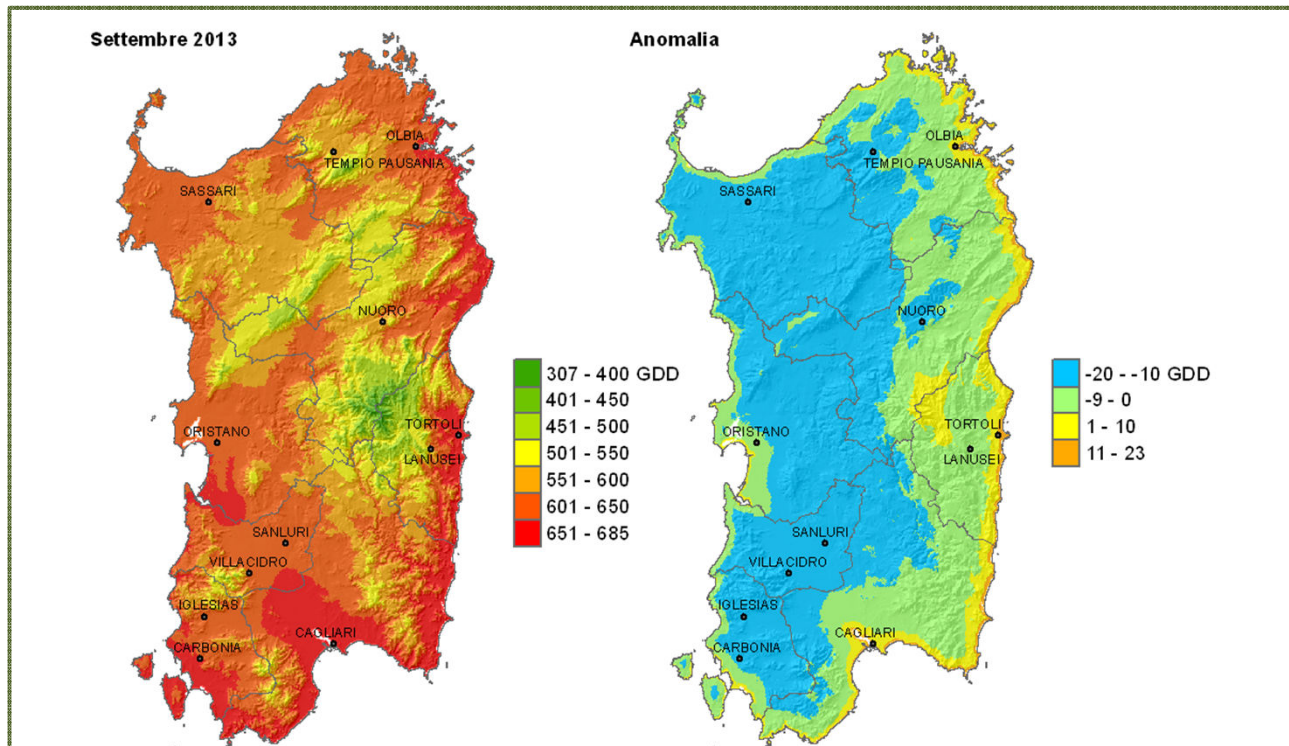 Settembre 2013
OLBIA
TEMPIO PAUSANIA
SASSARI
NUORO
ORISTANO
TORTOLI
LANUSEI
SANLURI
VILLACIDRO
IGLESIAS
CARBONIA
CAGLIARI
307 - 400 GDD
401 - 450
451 - 500
501 - 550
551 - 600
601 - 650
651 - 685
Anomalia
OLBIA
TEMPIO PAUSANIA
SASSARI
NUORO
ORISTANO
TORTOLI
LANUSEI
SANLURI
VILLACIDRO
IGLESIAS
CARBONIA
CAGLIARI
-20 - -10 GDD
-9 - 0
1 - 10
11 - 23